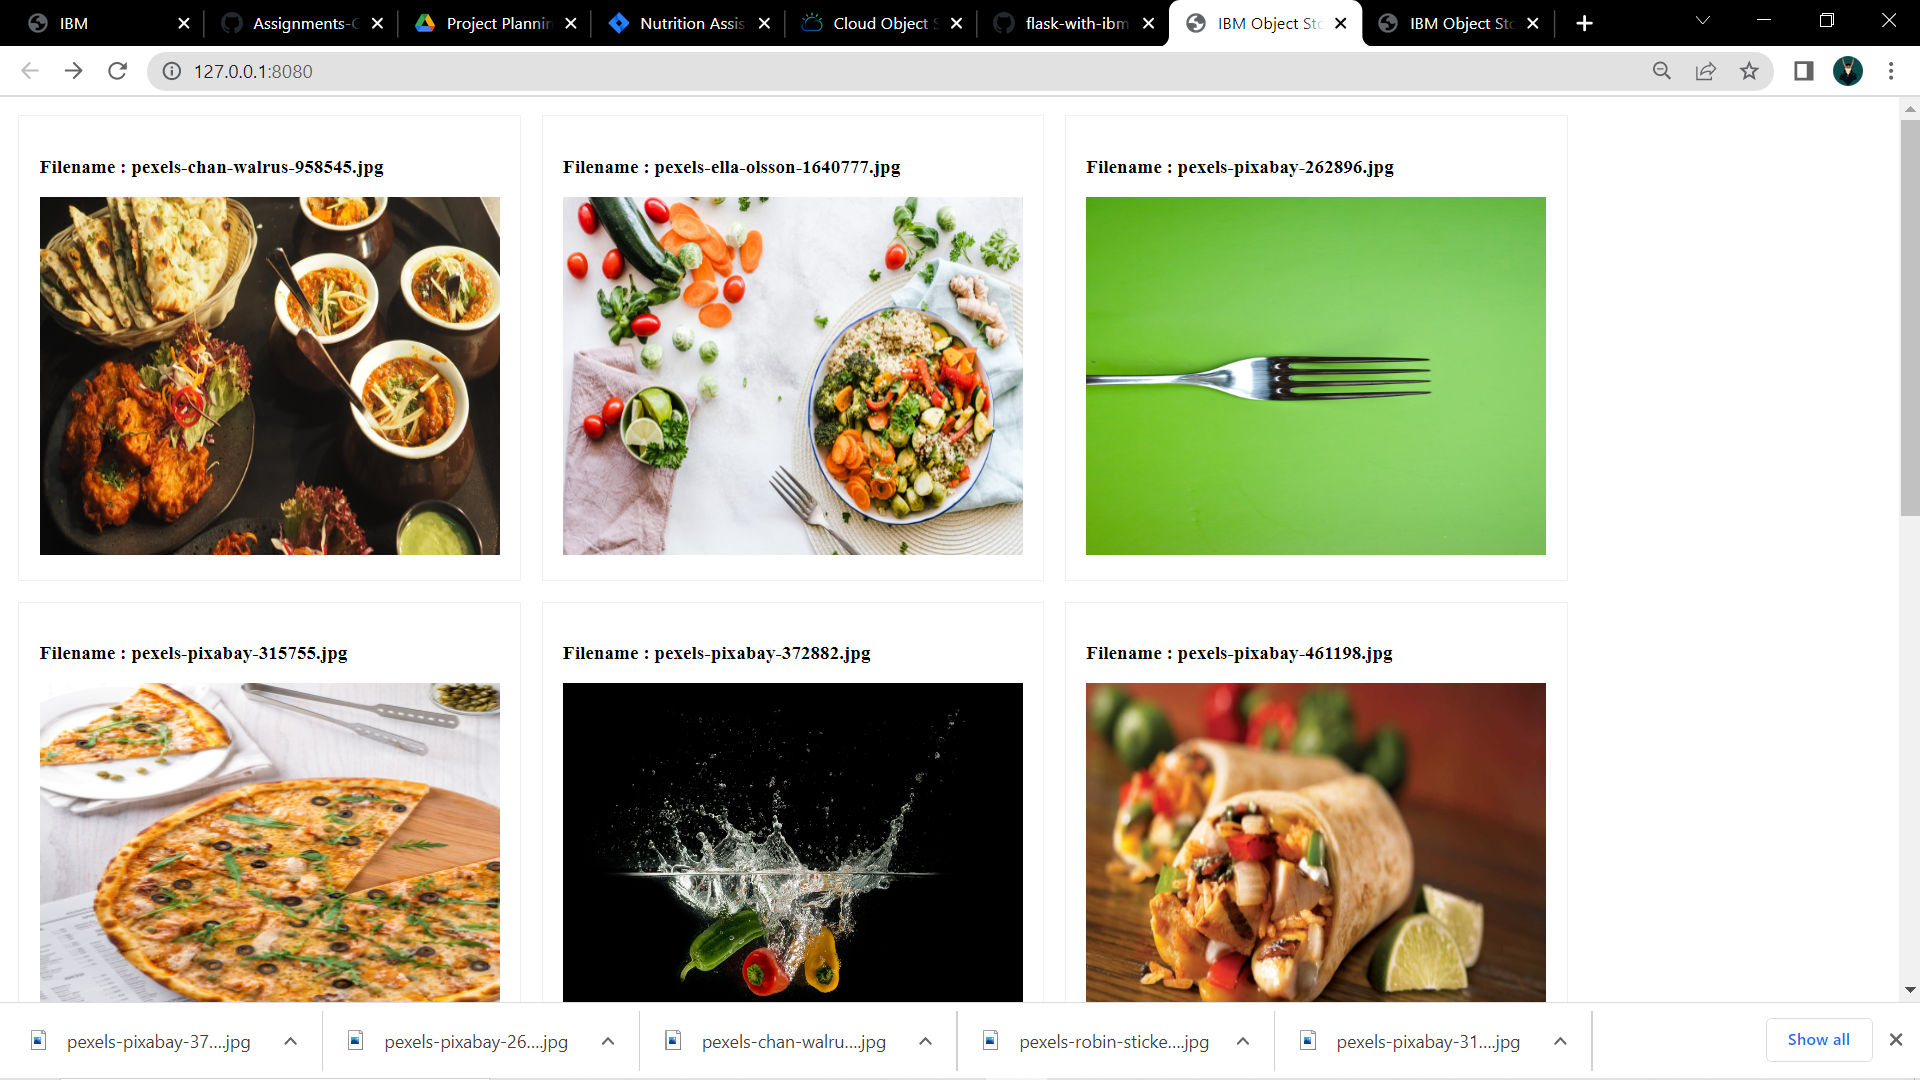 IBM
Assignments-C
Project Plannin
Nutrition Assis
Cloud Object S
flask-with-ibm
IBM Object Sto
IBM Object Sto
127.0.0.1:8080
Filename : pexels-chan-walrus-958545.jpg
Filename : pexels-ella-olsson-1640777.jpg
Filename : pexels-pixabay-262896.jpg
Filename : pexels-pixabay-315755.jpg
Filename : pexels-pixabay-372882.jpg
Filename : pexels-pixabay-461198.jpg
pexels-pixabay-37....jpg
pexels-pixabay-26....jpg
pexels-chan-walru....jpg
pexels-robin-sticke....jpg
pexels-pixabay-31....jpg
Show all